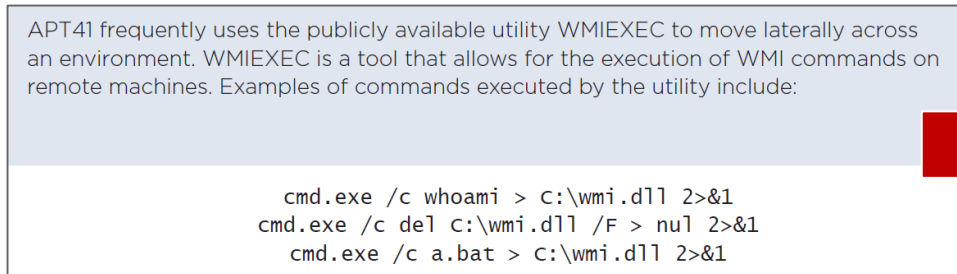 APT41 frequently uses the publicly available utility WMIEXEC to move laterally across
an environment. WMIEXEC is a tool that allows for the execution of WMI commands on
remote machines. Examples of commands executed by the utility include:
cmd.exe /c whoami > C:\wmi.dll 2>&1
cmd.exe /c del C:\wmi.dll /F > nul 2>&1
cmd.exe /c a.bat > C:\wmi.dll 2>&1